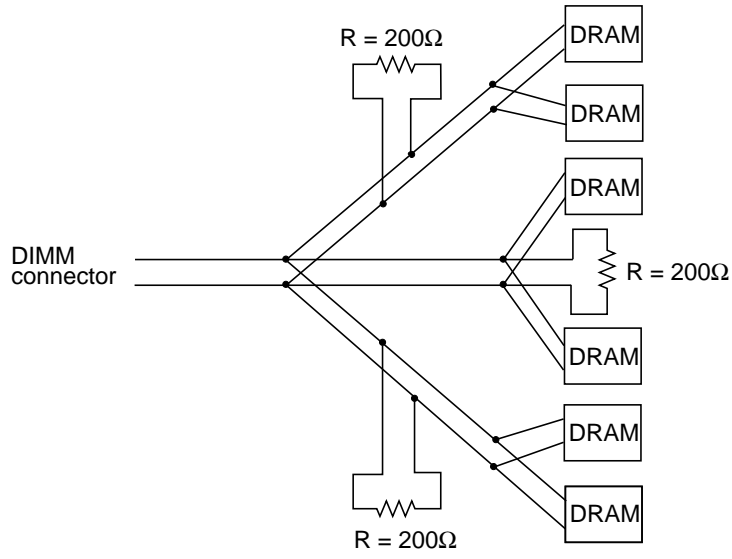 DRAM
R = 200Ω
DRAM
DRAM
DIMM
connector
R = 200Ω
DRAM
DRAM
DRAM
R = 200Ω